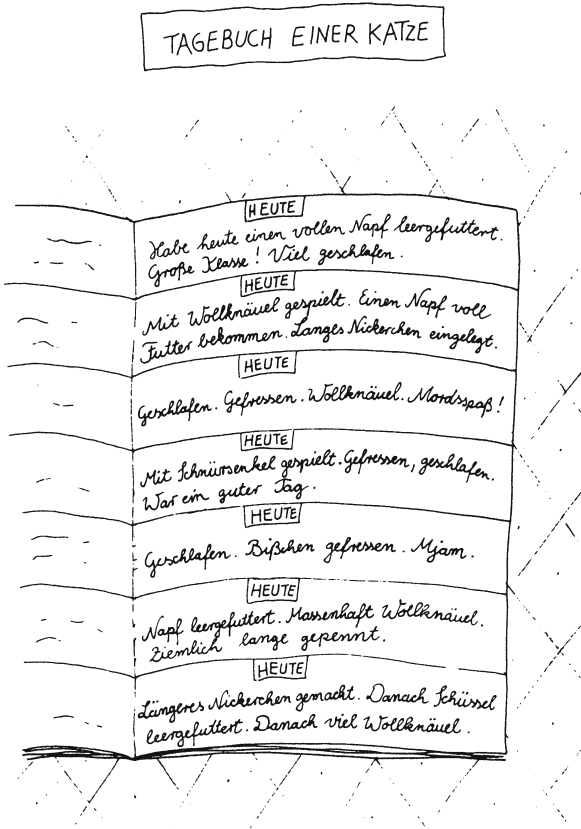 TAGEBUCH EINER KATZE
HEUTE
Habe heute einen vollen Napf leergefuttert.
Große Klasse! Viel geschlafen.
HEUTE
Mit Wollknäuel gespielt. Einen Napf voll
Futter bekommen. Langes Nickerchen eingelegt.
HEUTE
Geschlafen. Gefressen. Wollknäuel. Mordsspaß!
HEUTE
Mit Schnürsenkel gespielt. Gefressen, geschlafen.
War ein guter Tag.
HEUTE
Geschlafen. Bißchen gefressen. Mjam.
HEUTE
Napf leergefuttert. Massenhaft Wollknäuel.
Ziemlich lange gepennt.
HEUTE
Längeres Nickerchen gemacht. Danach Schüssel
leergefuttert. Danach viel Wollknäuel.